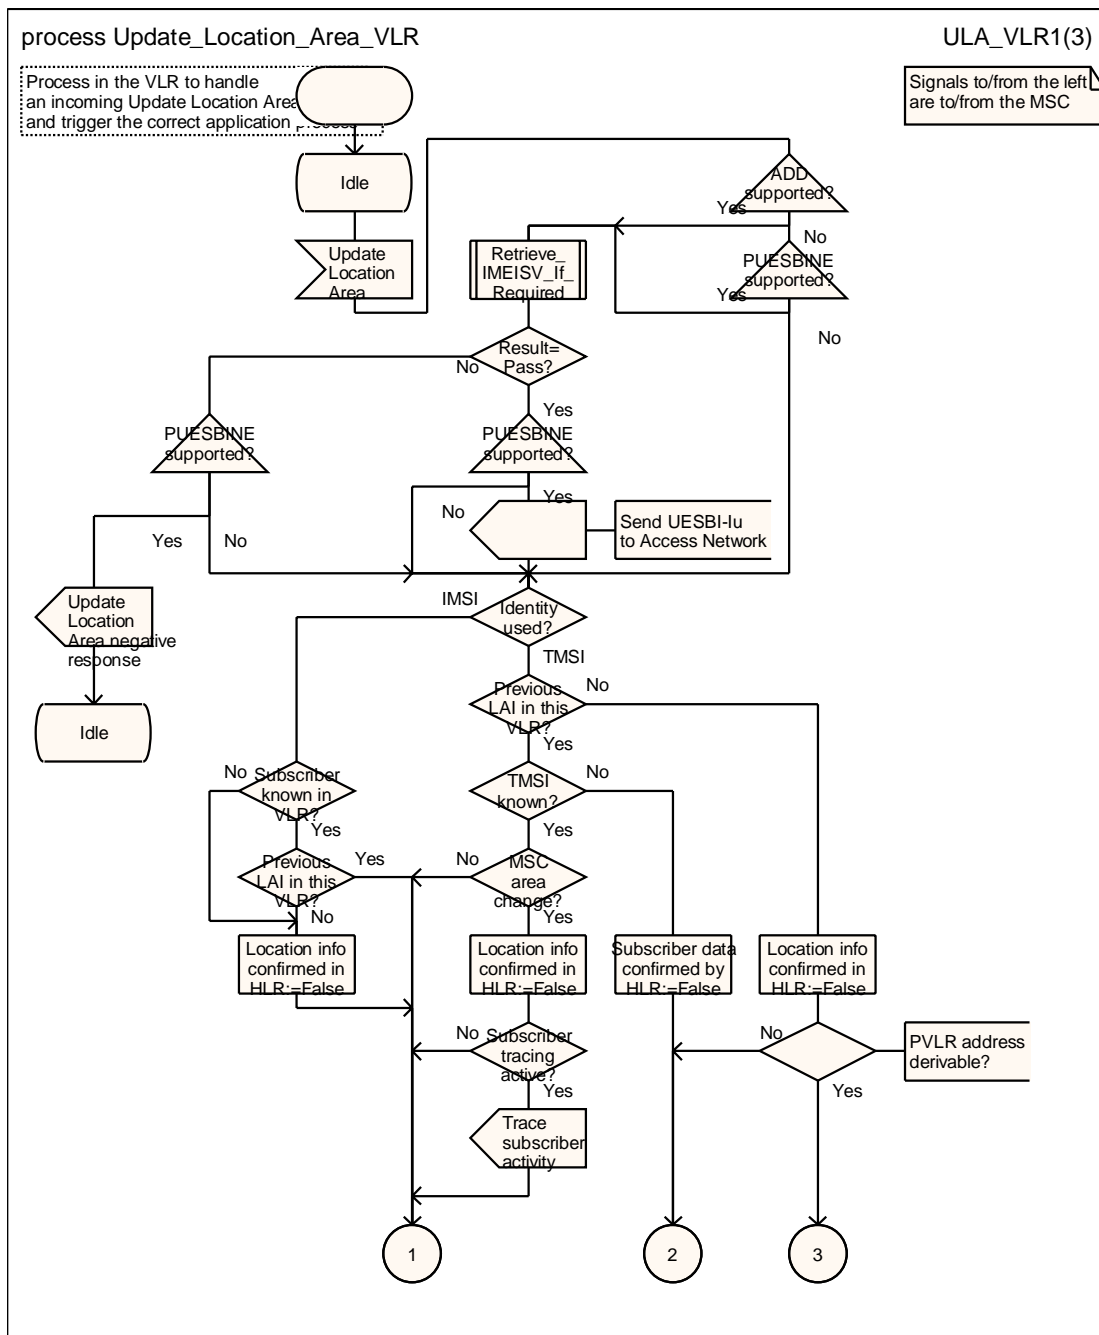 process Update_Location_Area_VLR
ULA_VLR1(3)
Process in the VLR to handle
an incoming Update Location Area
and trigger the correct application process
Signals to/from the left
are to/from the MSC
Idle
ADD
supported?
Yes
No
Update
Location
Area
Retrieve_
IMEISV_If_
Required
PUESBINE
supported?
Yes
No
Result=
Pass?
No
Yes
PUESBINE
supported?
PUESBINE
supported?
Yes
No
No
Yes
Send UESBI-Iu
to Access Network
Update
Location
Area negative
response
Idle
IMSI
Identity
used?
TMSI
Previous
LAI in this
VLR?
No
Yes
No
Subscriber
known in
VLR?
Yes
TMSI
known?
No
Yes
Previous
LAI in this
VLR?
Yes
No
No
MSC
area
change?
Yes
Location info
confirmed in
HLR:=False
Location info
confirmed in
HLR:=False
Subscriber data
confirmed by
HLR:=False
Location info
confirmed in
HLR:=False
No
Subscriber
tracing
active?
Yes
No
Yes
PVLR address
derivable?
Trace
subscriber
activity
1
2
3